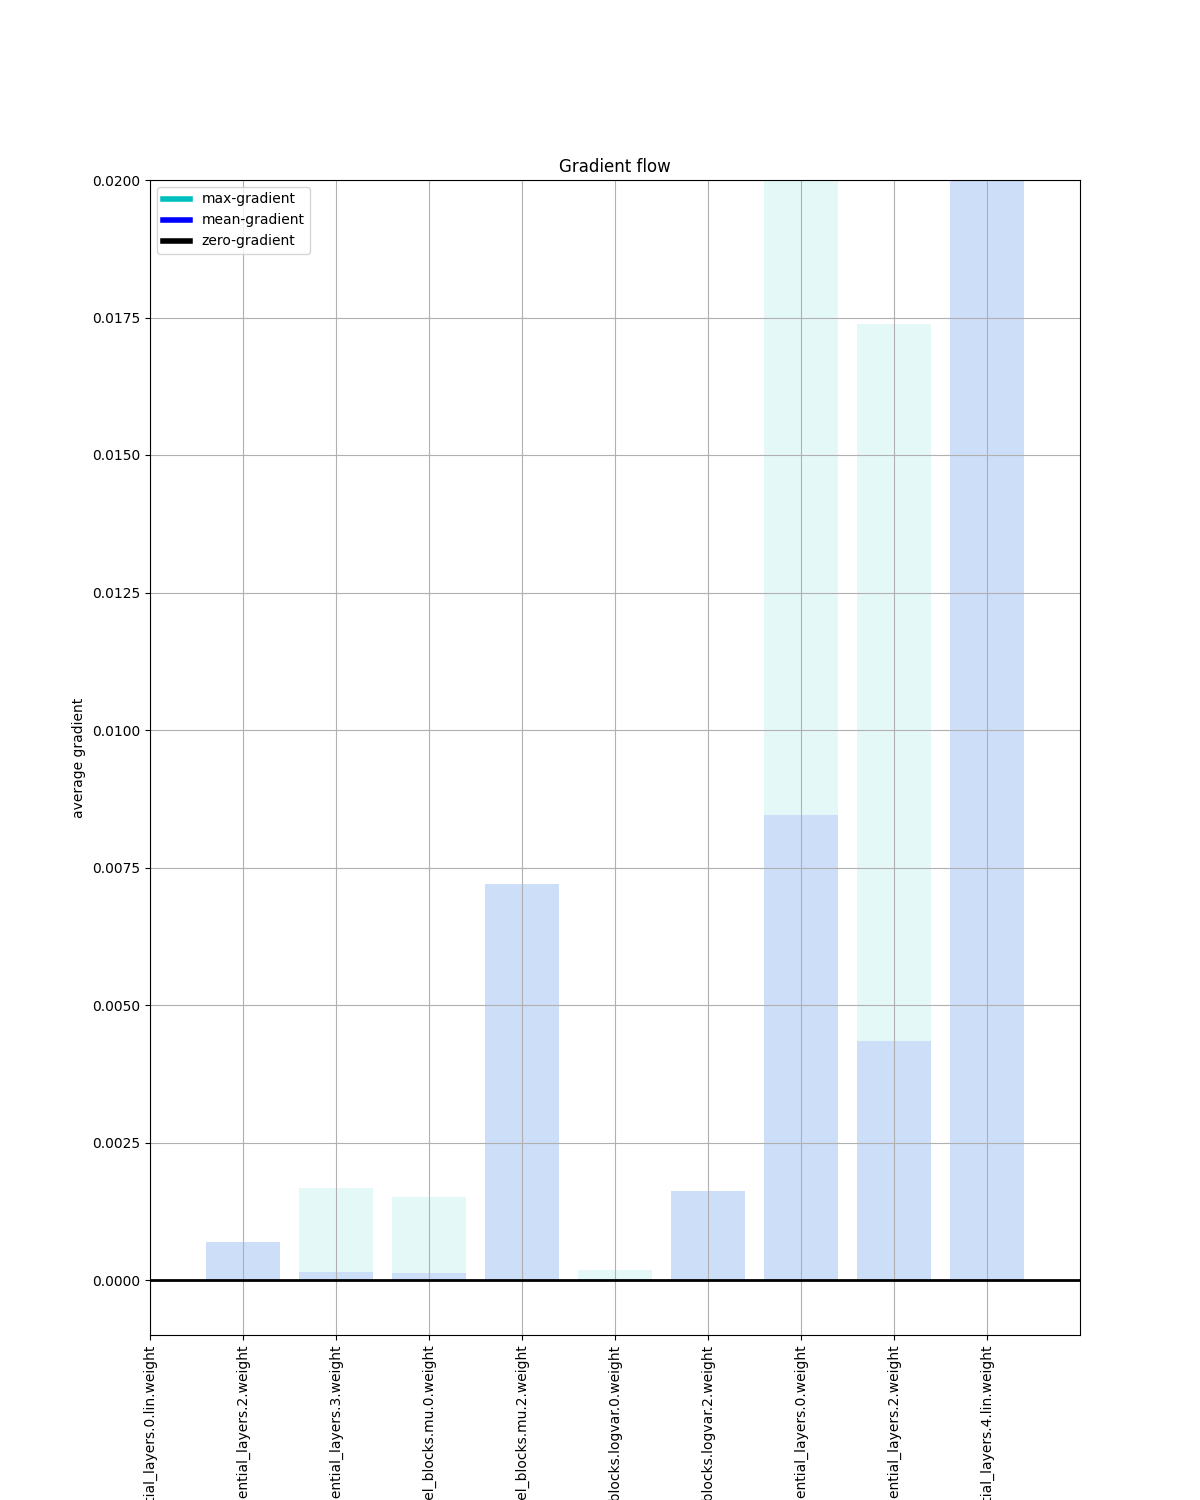 Gradient flow
max-gradient
mean-gradient
zero-gradient
average gradient
0.0200
0.0175
0.0150
0.0125
0.0100
0.0075
0.0050
0.0025
0.0000
tial_layers.0.lin.weight
ential_layers.2.weight
ential_layers.3.weight
el_blocks.mu.0.weight
el_blocks.mu.2.weight
blocks.logvar.0.weight
blocks.logvar.2.weight
ential_layers.0.weight
ential_layers.2.weight
tial_layers.4.lin.weight